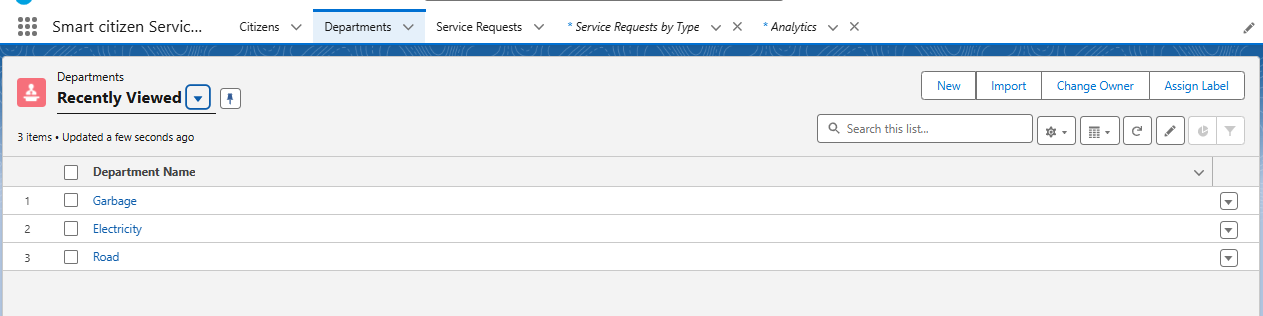 Smart citizen Servic... Citizens Departments Service Requests * Service Requests by Type * Analytics
Departments
Recently Viewed
New Import Change Owner Assign Label
3 items • Updated a few seconds ago
Search this list...
Department Name
1 Garbage
2 Electricity
3 Road